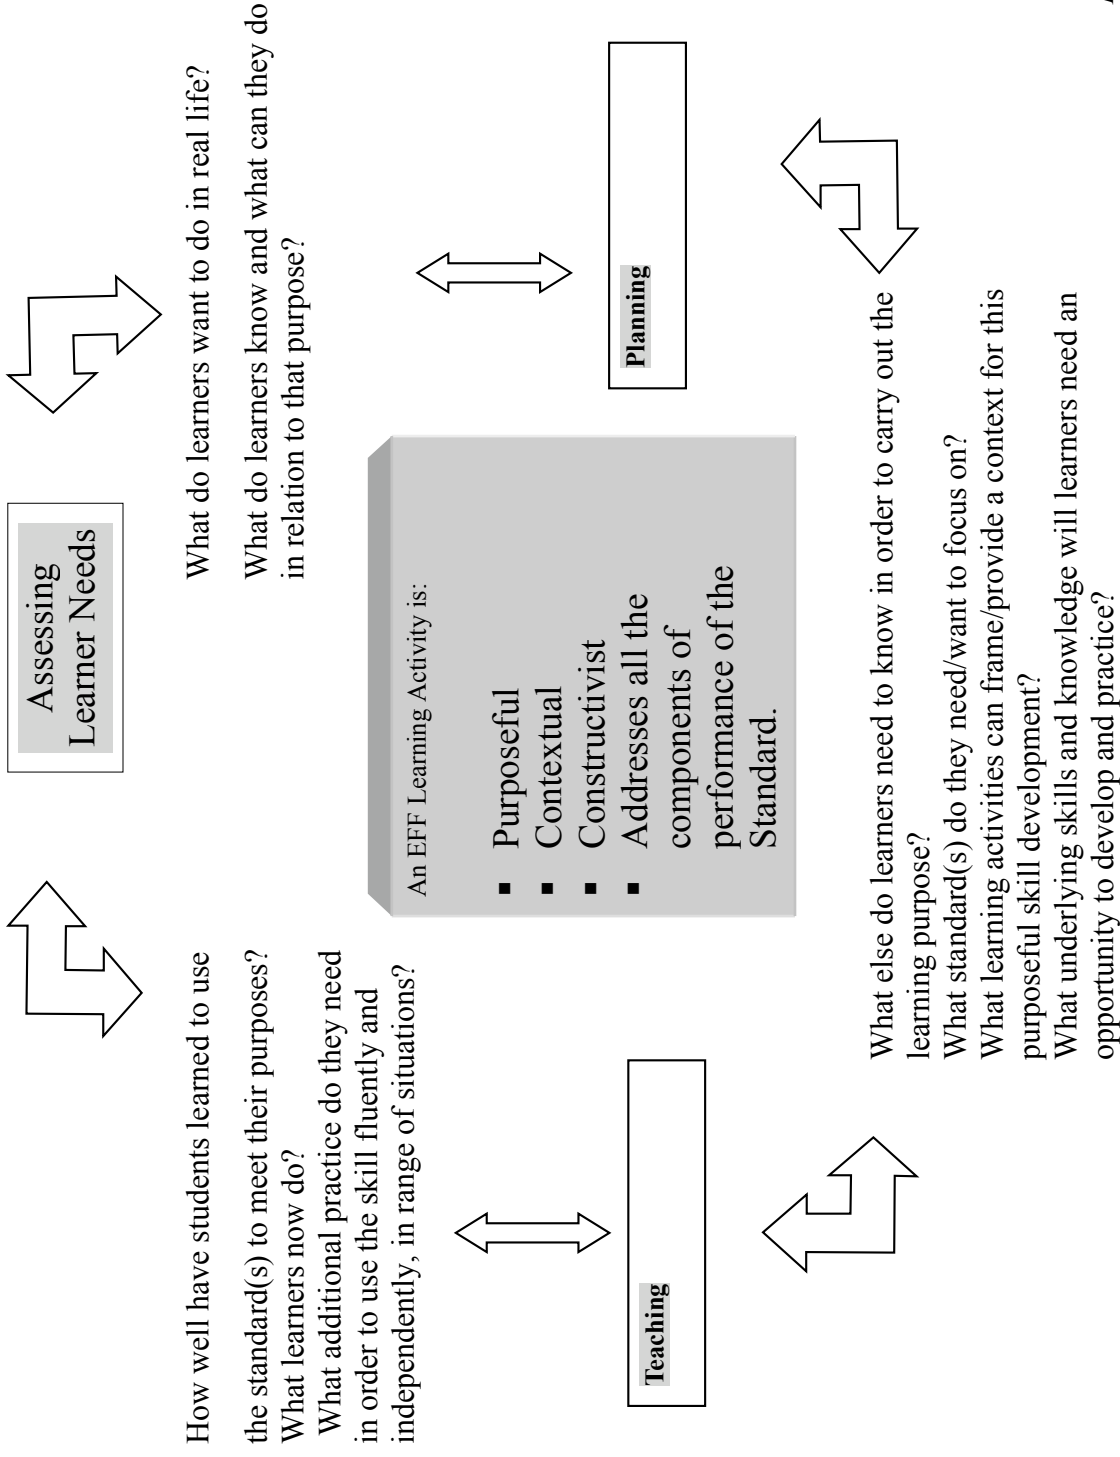 Assessing
Learner Needs
How well have students learned to use
the standard(s) to meet their purposes?
What learners now do?
What additional practice do they need
in order to use the skill fluently and
independently, in range of situations?
What do learners want to do in real life?
What do learners know and what can they do
in relation to that purpose?
An EFF Learning Activity is:
▪ Purposeful
▪ Contextual
▪ Constructivist
▪ Addresses all the
components of
performance of the
Standard.
Teaching
Planning
What else do learners need to know in order to carry out the
learning purpose?
What standard(s) do they need/want to focus on?
What learning activities can frame/provide a context for this
purposeful skill development?
What underlying skills and knowledge will learners need an
opportunity to develop and practice?